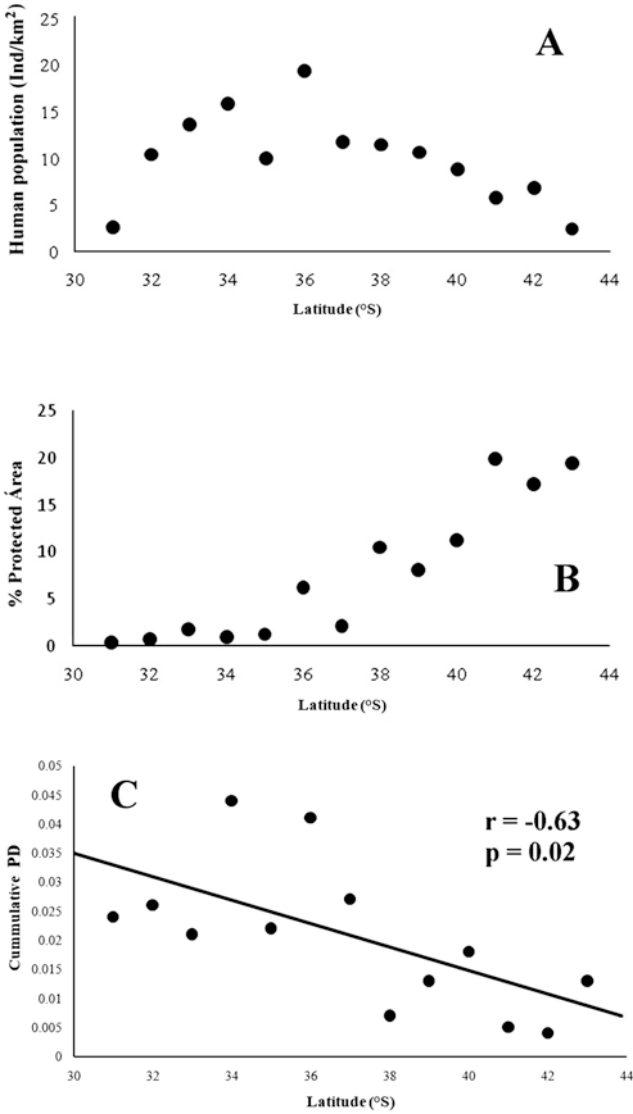 A
Human population (Ind/km²)
25
20
15
10
5
0
30 32 34 36 38 40 42 44
Latitude (°S)
B
% Protected Área
25
20
15
10
5
0
30 32 34 36 38 40 42 44
Latitude (°S)
C
r = -0.63
p = 0.02
Cummulative PD
0.05
0.045
0.04
0.035
0.03
0.025
0.02
0.015
0.01
0.005
0
30 32 34 36 38 40 42 44
Latitude (°S)